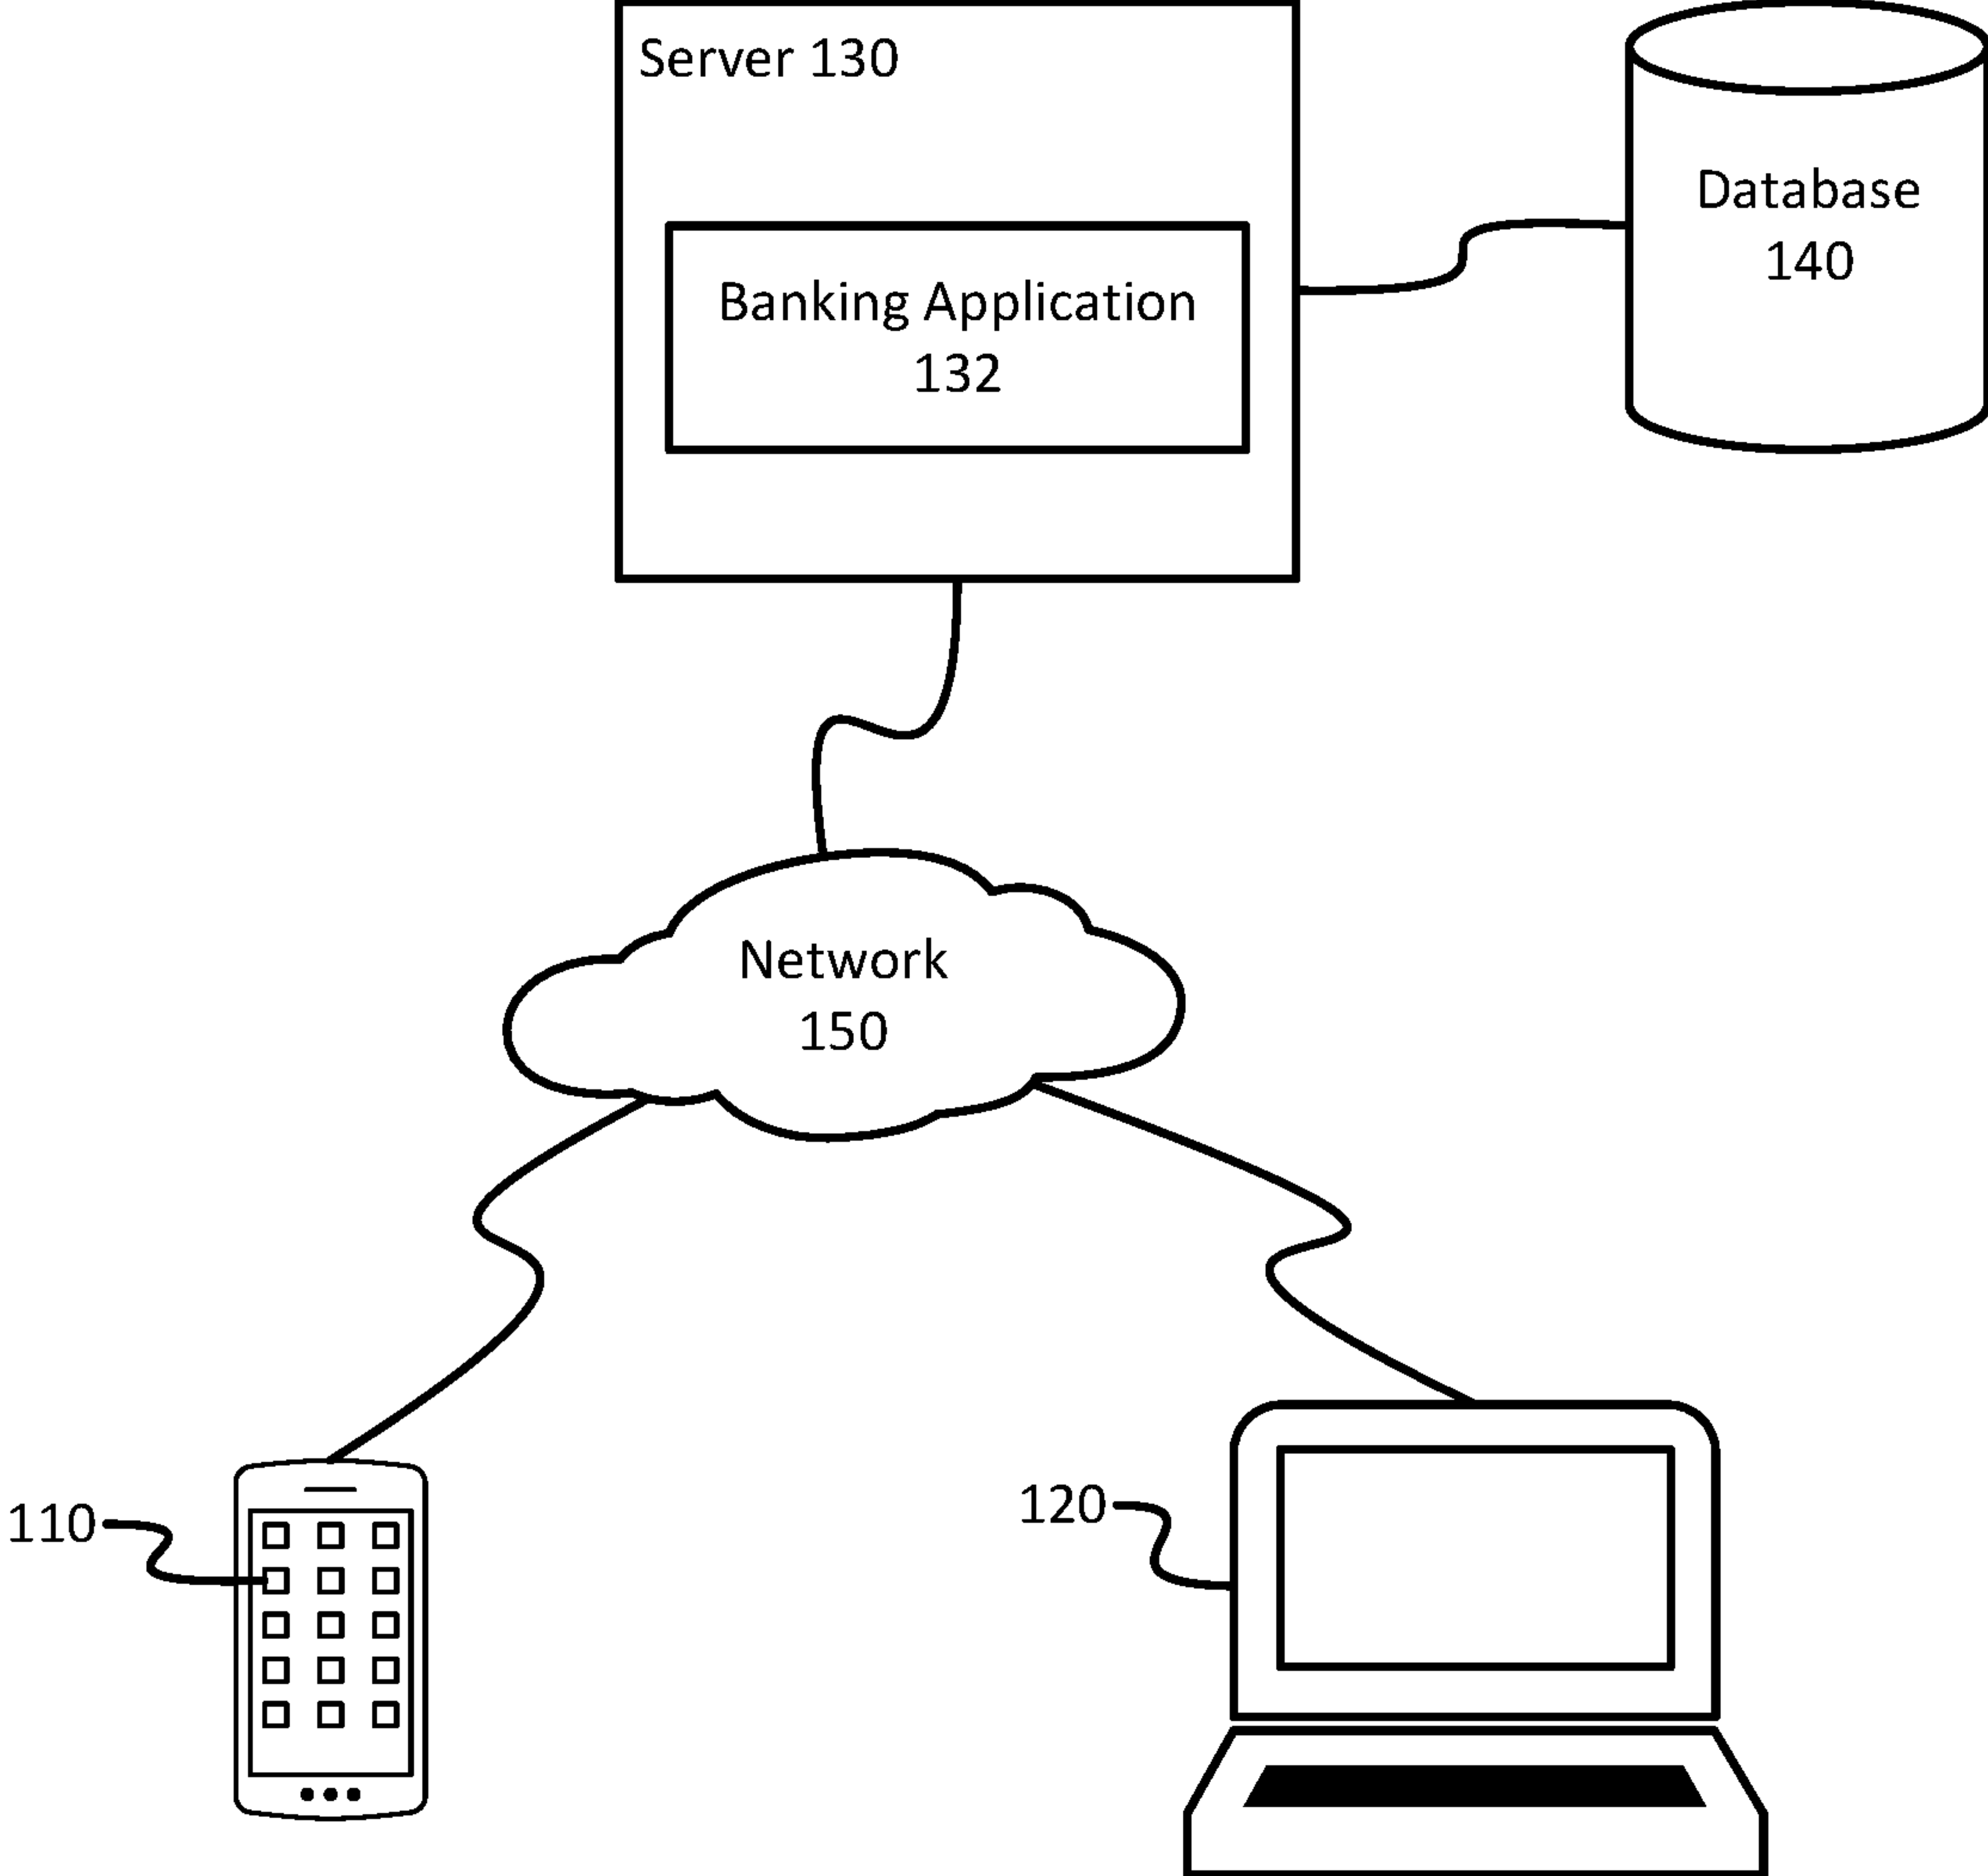 Server 130
Banking Application
132
Database
140
Network
150
110
120